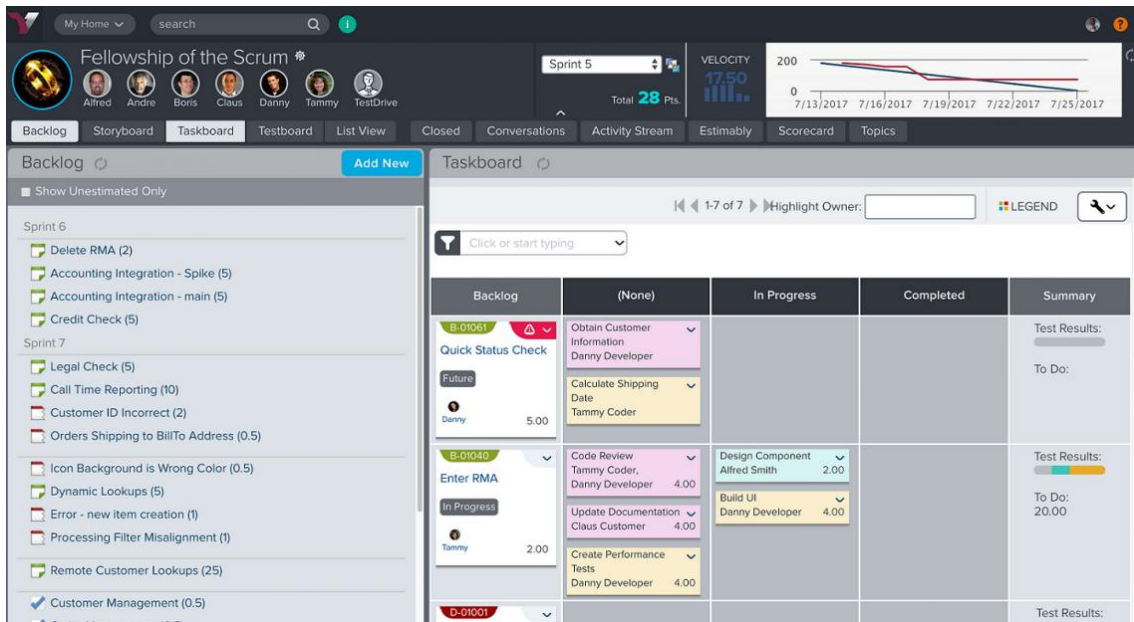 My Home
search
i
?
Fellowship of the Scrum
Alfred
Andre
Boris
Claus
Danny
Tammy
TestDrive
Sprint 5
Total 28 Pts.
VELOCITY
17.50
200
0
7/13/2017 7/16/2017 7/19/2017 7/22/2017 7/25/2017
Backlog
Storyboard
Taskboard
Testboard
List View
Closed
Conversations
Activity Stream
Estimably
Scorecard
Topics
Backlog
Add New
Show Unestimated Only
Sprint 6
Delete RMA (2)
Accounting Integration - Spike (5)
Accounting Integration - main (5)
Credit Check (5)
Sprint 7
Legal Check (5)
Call Time Reporting (10)
Customer ID Incorrect (2)
Orders Shipping to BillTo Address (0.5)
Icon Background is Wrong Color (0.5)
Dynamic Lookups (5)
Error - new item creation (1)
Processing Filter Misalignment (1)
Remote Customer Lookups (25)
Customer Management (0.5)
Taskboard
1-7 of 7
Highlight Owner:
LEGEND
Click or start typing
Backlog
(None)
In Progress
Completed
Summary
B-01061
Quick Status Check
Future
Danny
5.00
Obtain Customer
Information
Danny Developer
Calculate Shipping
Date
Tammy Coder
Test Results:
To Do:
B-01040
Enter RMA
In Progress
Tammy
2.00
Code Review
Tammy Coder,
Danny Developer 4.00
Update Documentation
Claus Customer 4.00
Create Performance
Tests
Danny Developer 4.00
Design Component
Alfred Smith 2.00
Build UI
Danny Developer 4.00
Test Results:
To Do:
20.00
D-01001
Test Results: